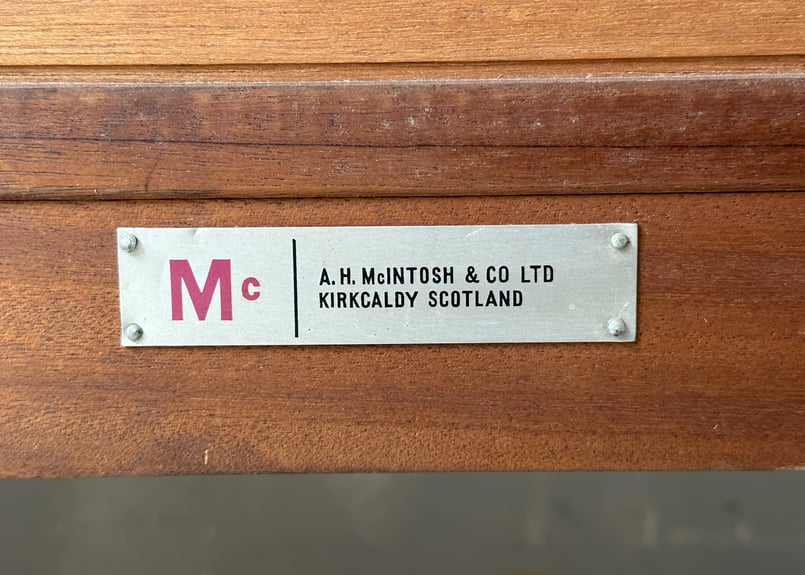 Mc
A. H. McINTOSH & CO LTD
KIRKCALDY SCOTLAND